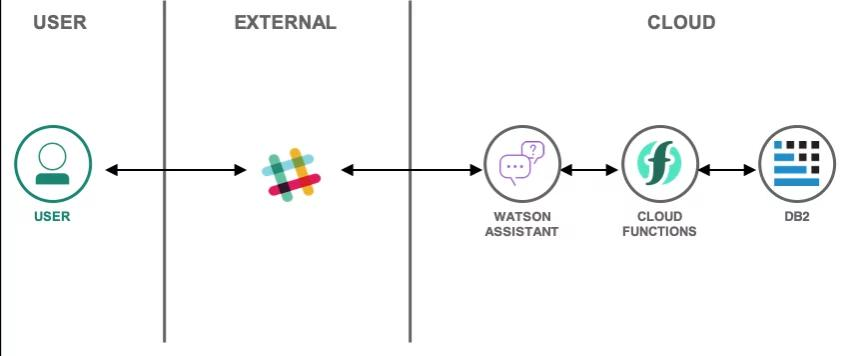 USER
EXTERNAL
CLOUD
?
USER
WATSON
ASSISTANT
CLOUD
FUNCTIONS
DB2